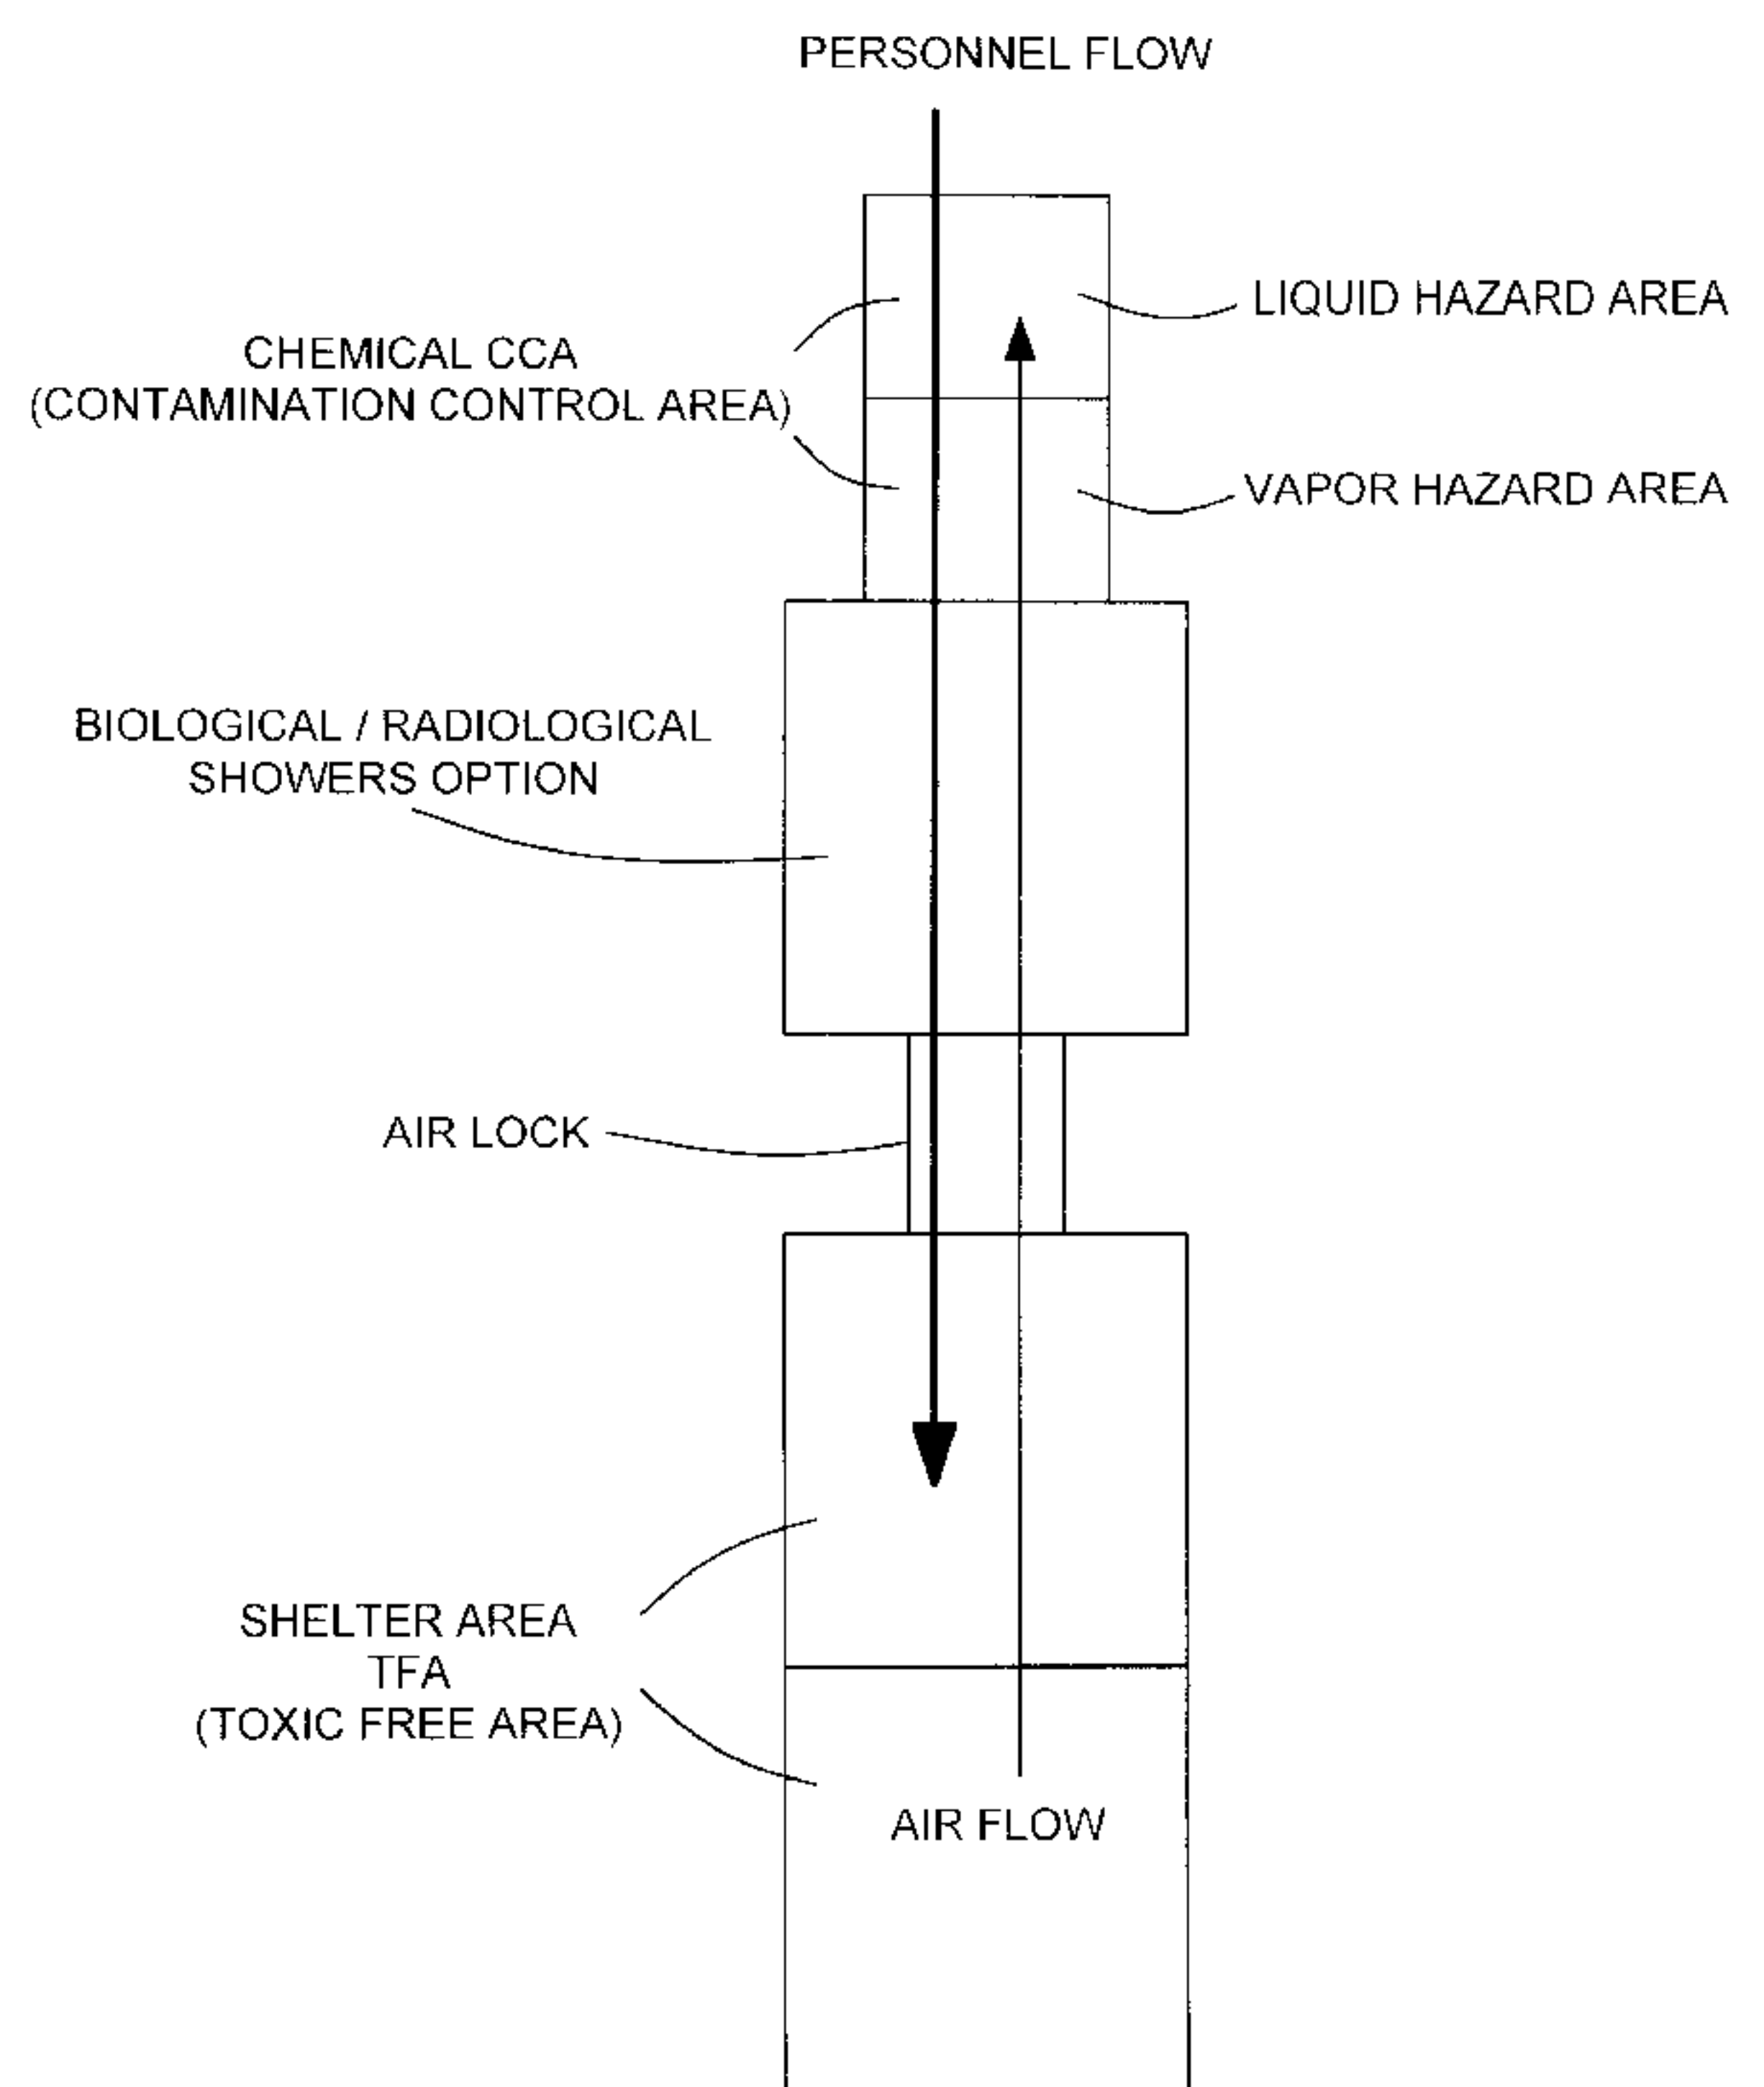 PERSONNEL FLOW
LIQUID HAZARD AREA
CHEMICAL CCA
(CONTAMINATION CONTROL AREA)
VAPOR HAZARD AREA
BIOLOGICAL / RADIOLOGICAL
SHOWERS OPTION
AIR LOCK
SHELTER AREA
TFA
(TOXIC FREE AREA)
AIR FLOW